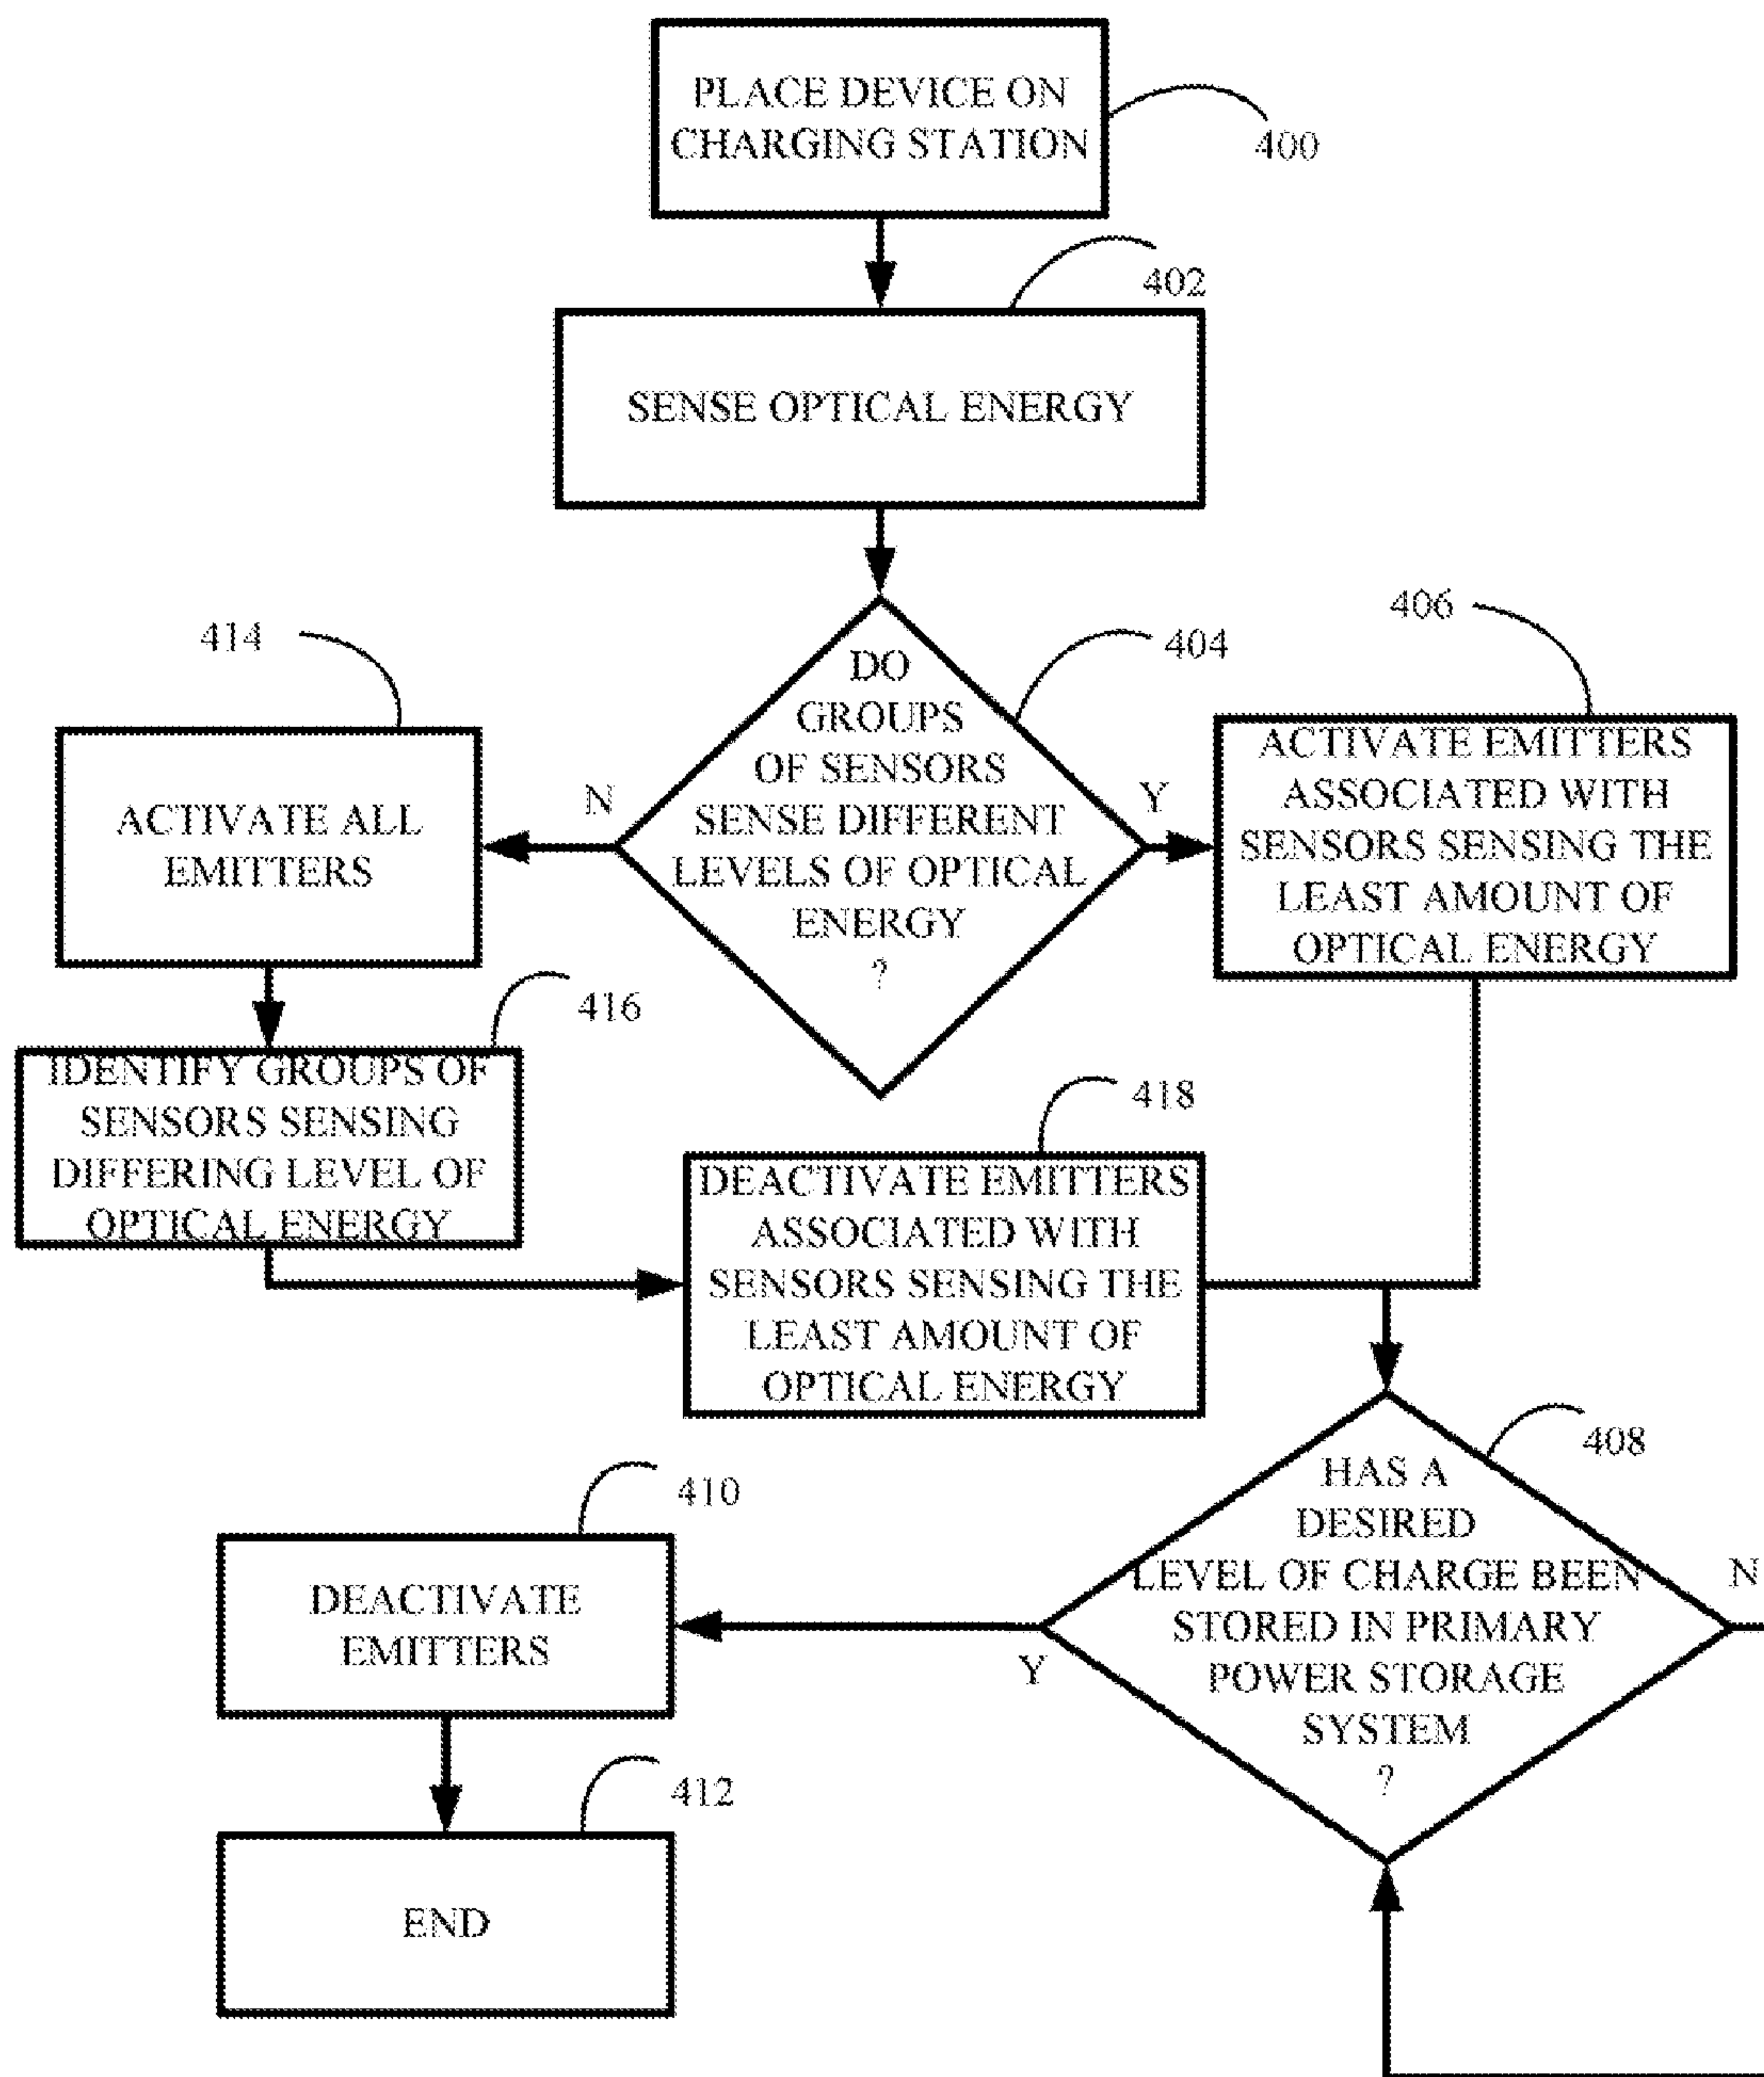 PLACE DEVICE ON
CHARGING STATION
400
402
SENSE OPTICAL ENERGY
404
DO
GROUPS
OF SENSORS
SENSE DIFFERENT
LEVELS OF OPTICAL
ENERGY
?
N
Y
406
ACTIVATE EMITTERS
ASSOCIATED WITH
SENSORS SENSING THE
LEAST AMOUNT OF
OPTICAL ENERGY
414
ACTIVATE ALL
EMITTERS
416
IDENTIFY GROUPS OF
SENSORS SENSING
DIFFERING LEVEL OF
OPTICAL ENERGY
418
DEACTIVATE EMITTERS
ASSOCIATED WITH
SENSORS SENSING THE
LEAST AMOUNT OF
OPTICAL ENERGY
408
HAS A
DESIRED
LEVEL OF CHARGE BEEN
STORED IN PRIMARY
POWER STORAGE
SYSTEM
?
N
Y
410
DEACTIVATE
EMITTERS
412
END